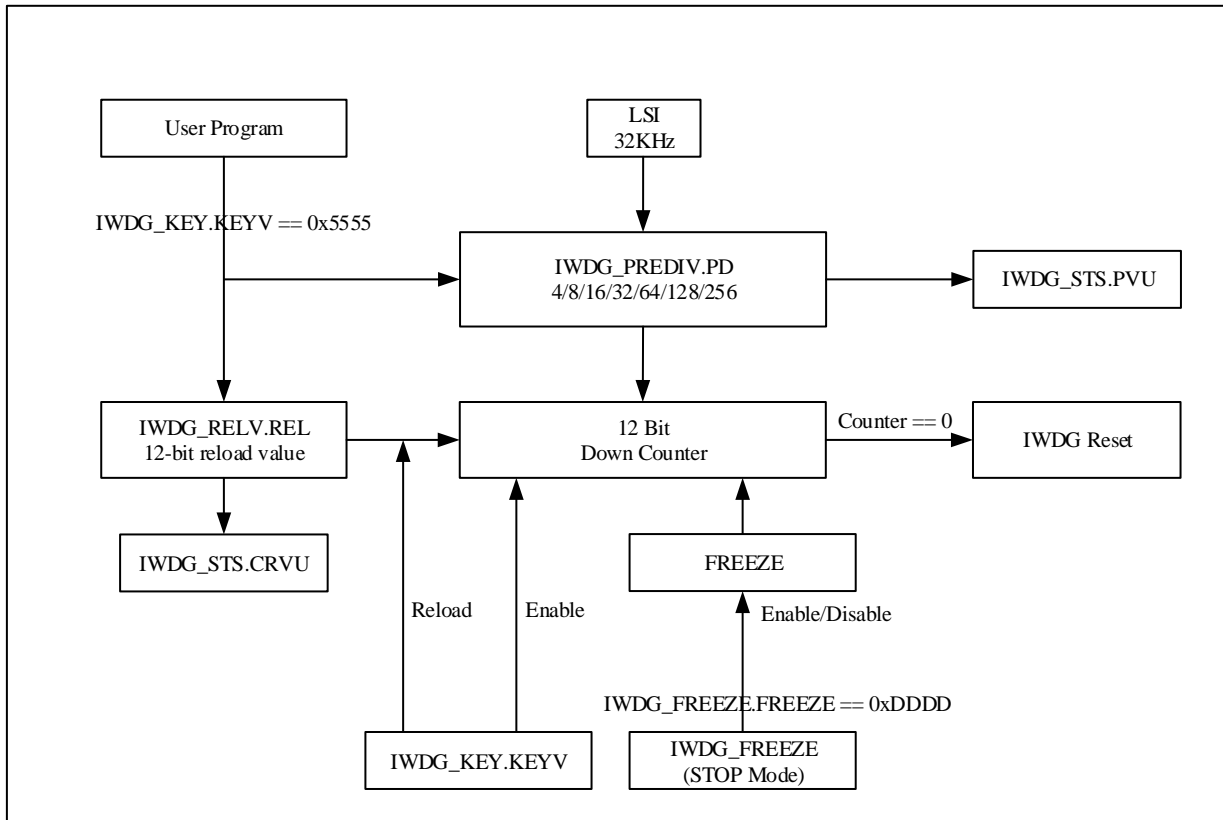 User Program
LSI
32KHz
IWDG_KEY.KEYV == 0x5555
IWDG_PREDIV.PD
4/8/16/32/64/128/256
IWDG_STS.PVU
IWDG_RELV.REL
12-bit reload value
12 Bit
Down Counter
Counter == 0
IWDG Reset
IWDG_STS.CRVU
FREEZE
Reload
Enable
Enable/Disable
IWDG_FREEZE.FREEZE == 0xDDDD
IWDG_KEY.KEYV
IWDG_FREEZE
(STOP Mode)